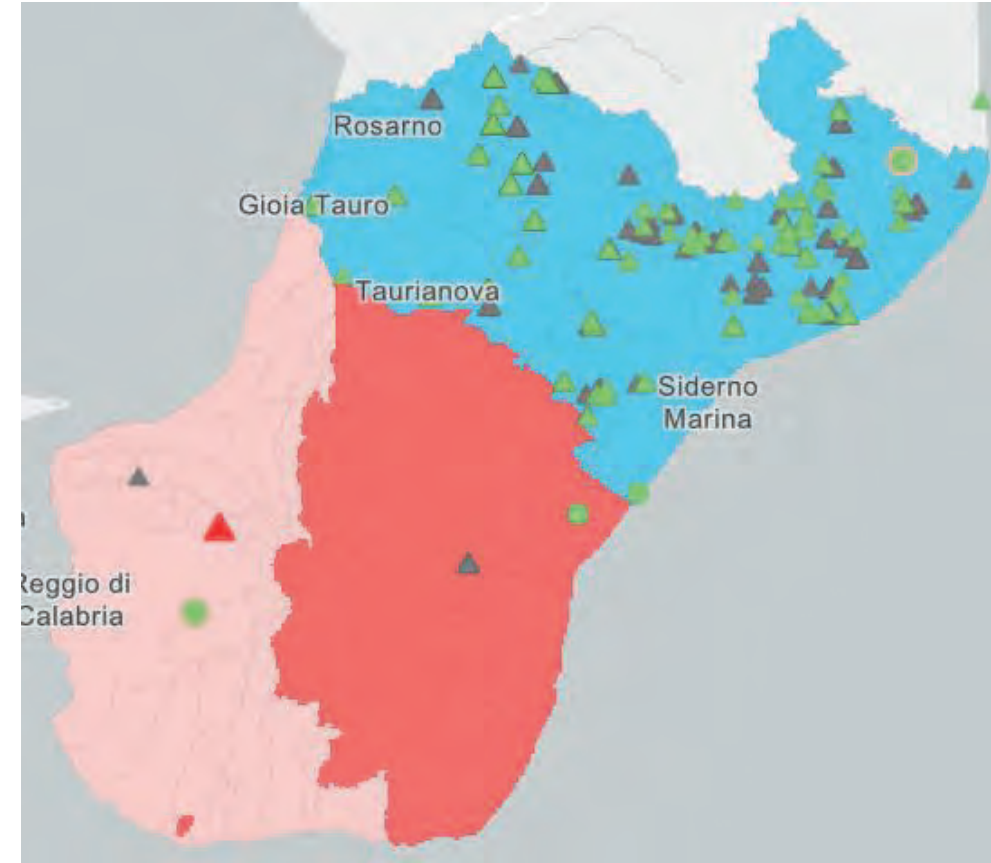 Rosarno
Gioia Tauro
Taurianova
Siderno
Marina
Reggio di
Calabria